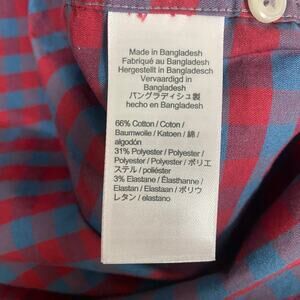 Made in Bangladesh
Fabriqué au Bangladesh
Hergestellt in Bangladesch
Vervaardigd in
Bangladesh
バングラディシュ製
hecho en Bangladesh
66% Cotton / Coton /
Baumwolle / Katoen / 綿 /
algodón
31% Polyester / Polyester /
Polyester / Polyester / ポリエ
ステル / poliéster
3% Elastane / Élasthanne /
Elastan / Elastaan / ポリウ
レタン / elastano